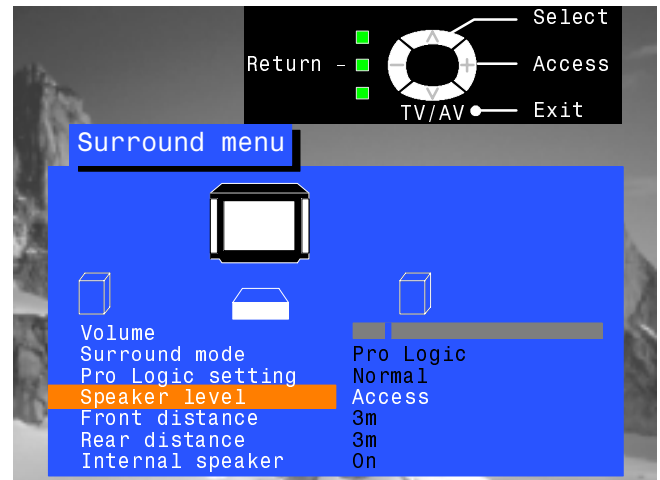 Select
Return – Access
TV/AV Exit
Surround menu
Volume
Surround mode Pro Logic
Pro Logic setting Normal
Speaker level Access
Front distance 3m
Rear distance 3m
Internal speaker On